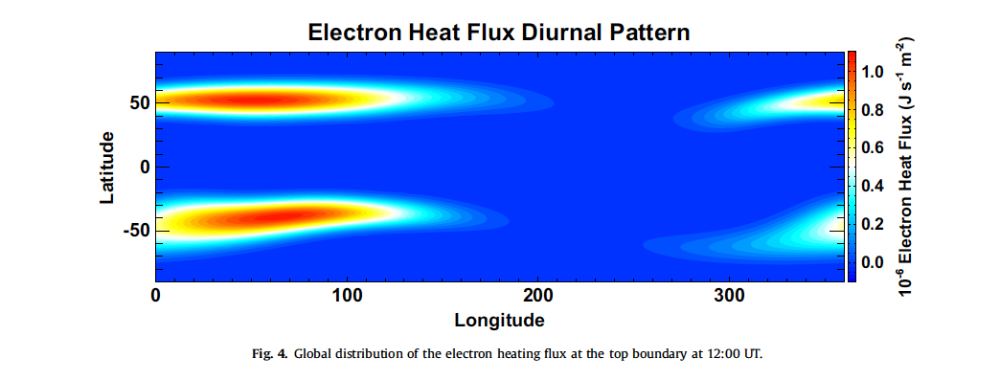 Electron Heat Flux Diurnal Pattern
50
0
-50
Latitude
0
100
200
300
Longitude
1.0
0.8
0.6
0.4
0.2
0.0
10-6 Electron Heat Flux (J s-1 m-2)
Fig. 4. Global distribution of the electron heating flux at the top boundary at 12:00 UT.